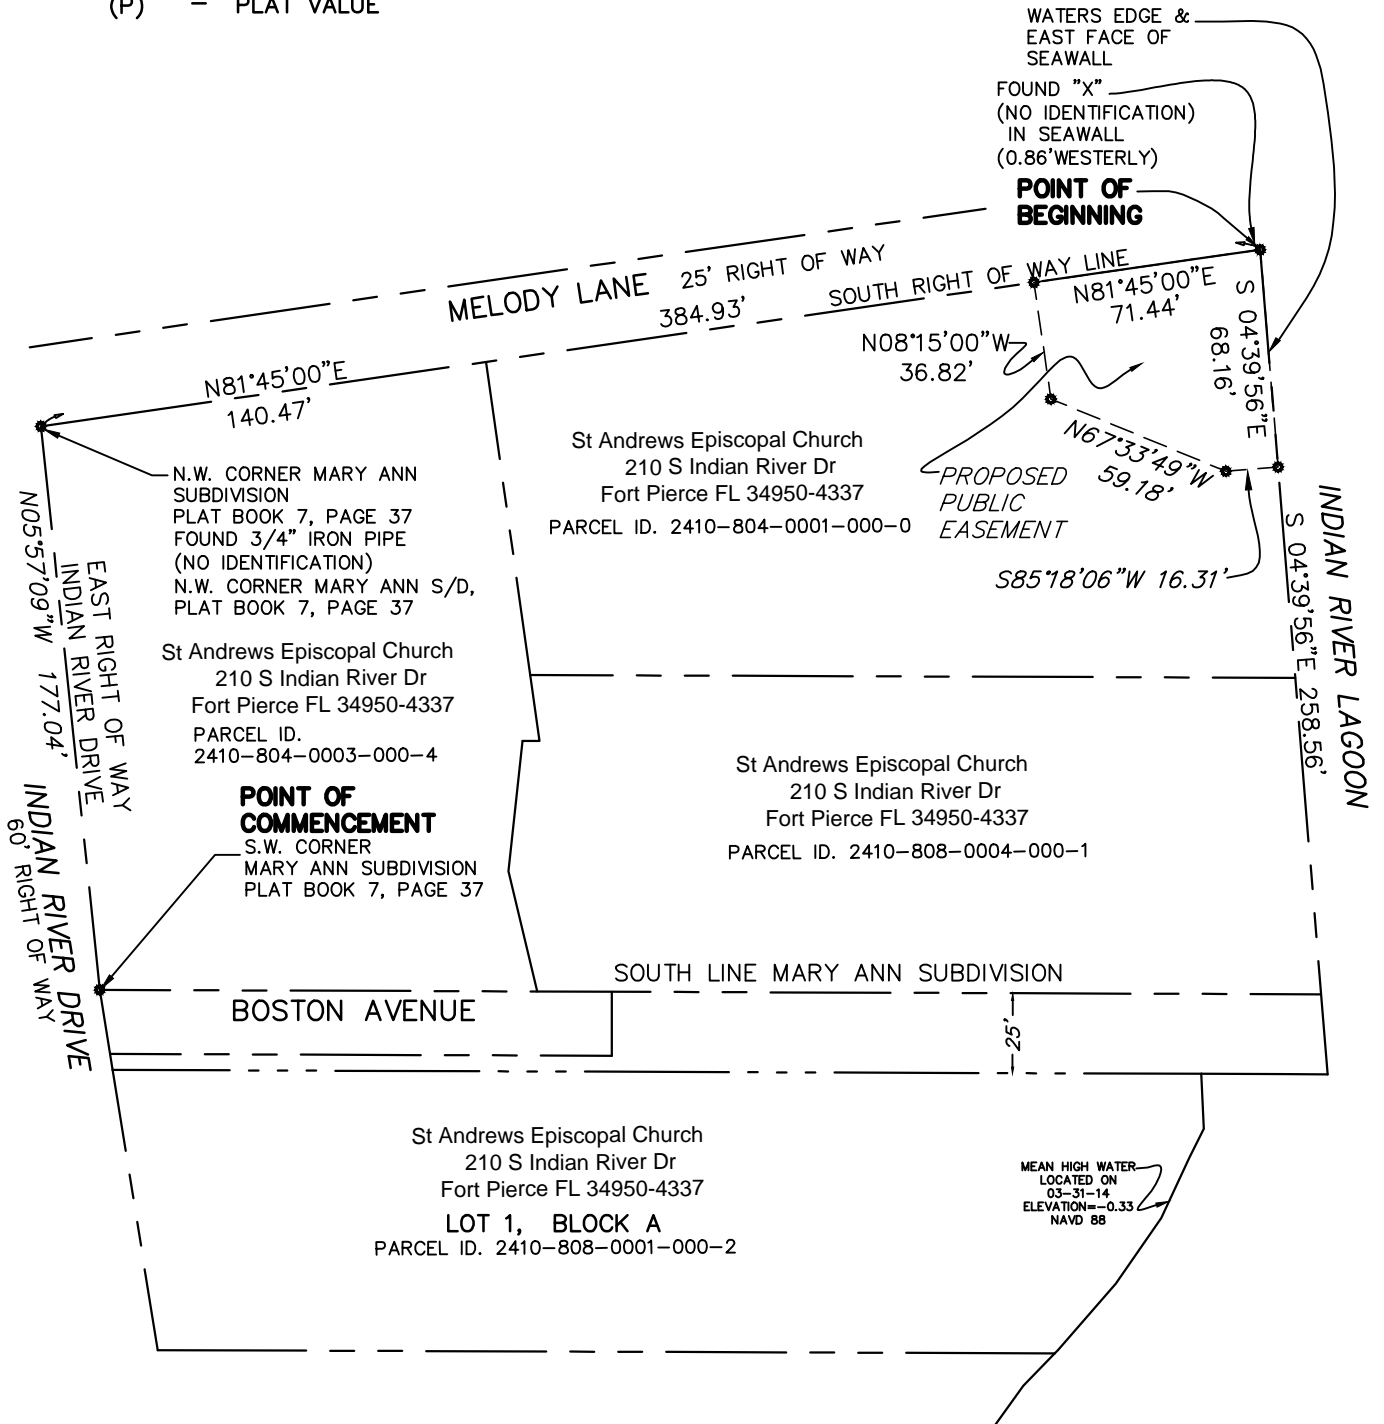 (P) – PLAT VALUE
WATERS EDGE &
EAST FACE OF
SEAWALL
FOUND "X"
(NO IDENTIFICATION)
IN SEAWALL
(0.86'WESTERLY)
POINT OF
BEGINNING
MELODY LANE 25' RIGHT OF WAY
384.93'
SOUTH RIGHT OF WAY LINE
N81°45'00"E
71.44'
S 04°39'56"E
68.16'
N08°15'00"W
36.82'
N67°33'49"W
59.18'
PROPOSED
PUBLIC
EASEMENT
S85°18'06"W 16.31'
N81°45'00"E
140.47'
N.W. CORNER MARY ANN
SUBDIVISION
PLAT BOOK 7, PAGE 37
FOUND 3/4" IRON PIPE
(NO IDENTIFICATION)
N.W. CORNER MARY ANN S/D,
PLAT BOOK 7, PAGE 37
St Andrews Episcopal Church
210 S Indian River Dr
Fort Pierce FL 34950-4337
PARCEL ID. 2410-804-0001-000-0
INDIAN RIVER LAGOON
S 04°39'56"E 258.56'
N05°57'09"W 177.04'
EAST RIGHT OF WAY
INDIAN RIVER DRIVE
St Andrews Episcopal Church
210 S Indian River Dr
Fort Pierce FL 34950-4337
PARCEL ID.
2410-804-0003-000-4
POINT OF
COMMENCEMENT
S.W. CORNER
MARY ANN SUBDIVISION
PLAT BOOK 7, PAGE 37
INDIAN RIVER DRIVE
60' RIGHT OF WAY
St Andrews Episcopal Church
210 S Indian River Dr
Fort Pierce FL 34950-4337
PARCEL ID. 2410-808-0004-000-1
SOUTH LINE MARY ANN SUBDIVISION
BOSTON AVENUE
25'
St Andrews Episcopal Church
210 S Indian River Dr
Fort Pierce FL 34950-4337
LOT 1, BLOCK A
PARCEL ID. 2410-808-0001-000-2
MEAN HIGH WATER
LOCATED ON
03-31-14
ELEVATION=-0.33
NAVD 88